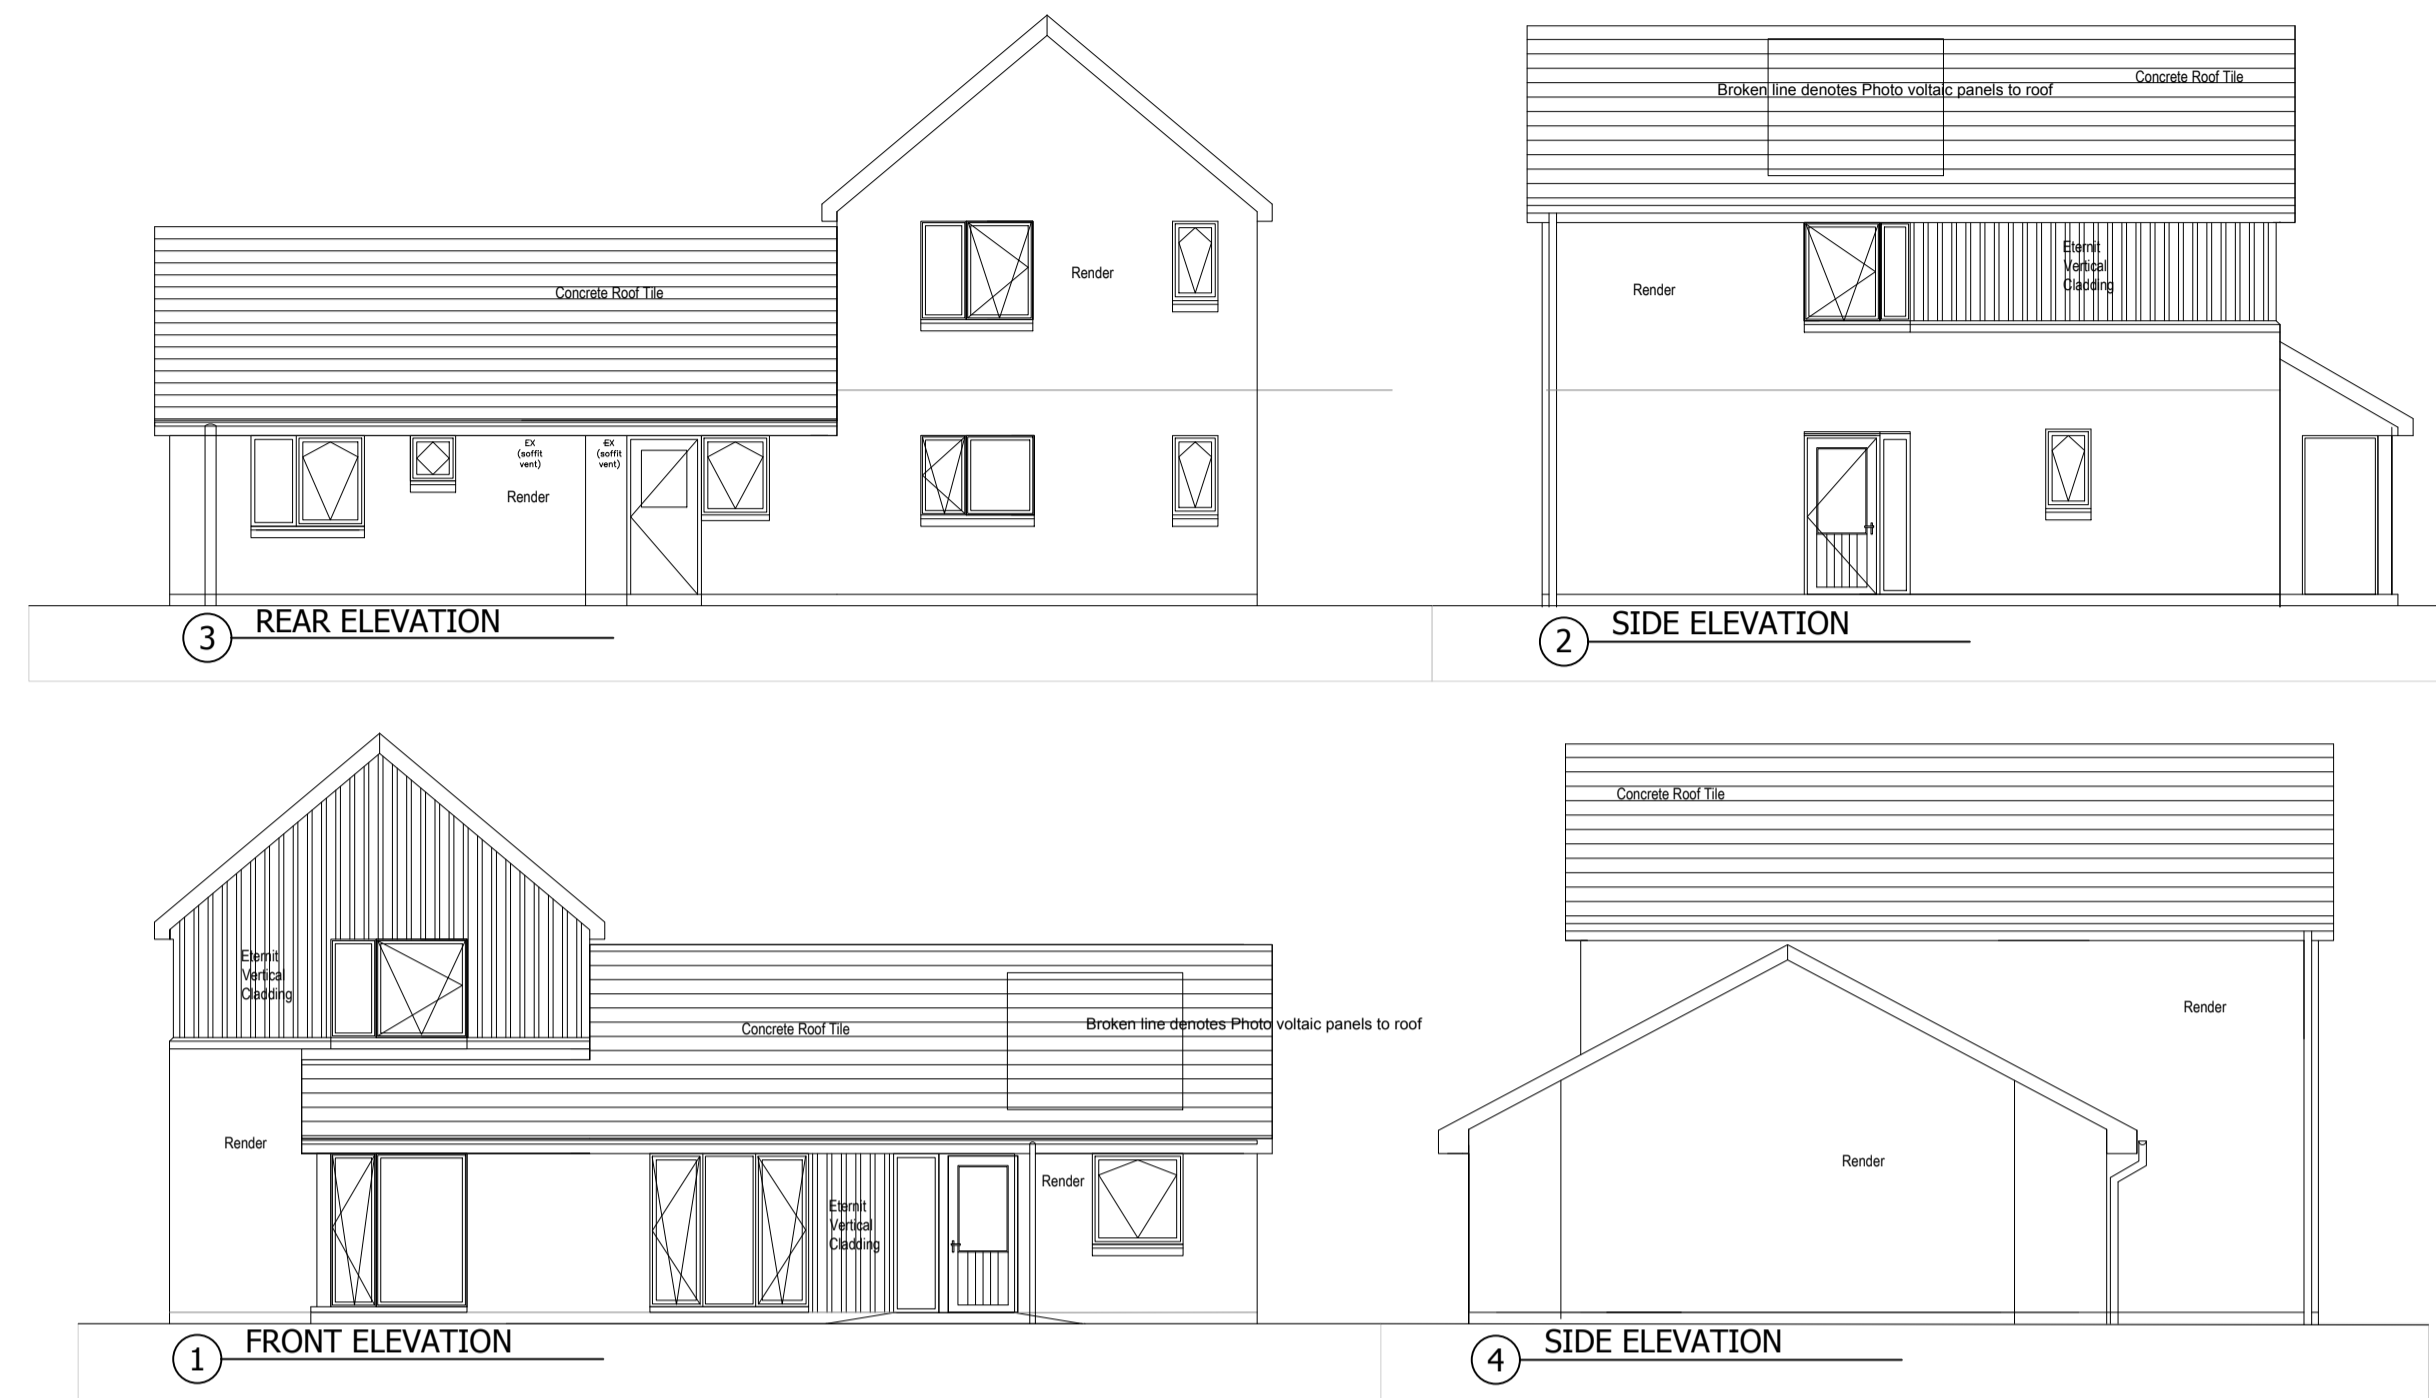 Concrete Roof Tile
Render
EX
(soffit
vent)
EX
(soffit
vent)
Render
3
REAR ELEVATION
Concrete Roof Tile
Broken line denotes Photo voltaic panels to roof
Eternit
Vertical
Cladding
Render
2
SIDE ELEVATION
Eternit
Vertical
Cladding
Concrete Roof Tile
Broken line denotes Photo voltaic panels to roof
Render
Render
Eternit
Vertical
Cladding
1
FRONT ELEVATION
Concrete Roof Tile
Render
Render
4
SIDE ELEVATION